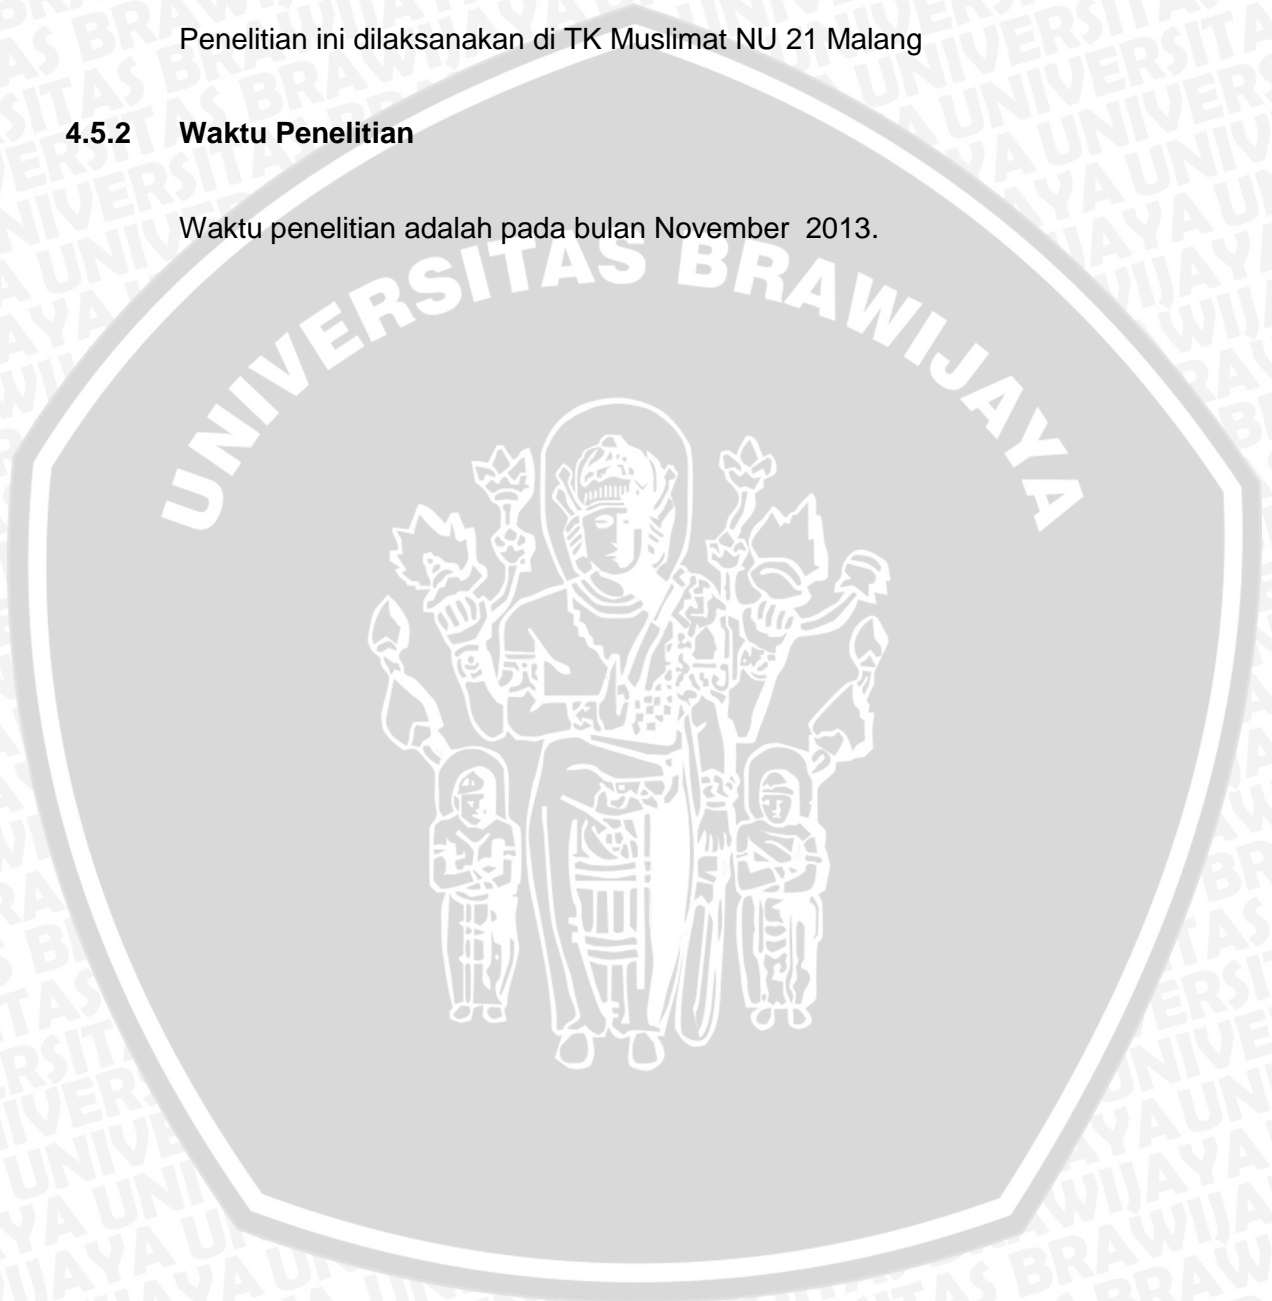 Penelitian ini dilaksanakan di TK Muslimat NU 21 Malang
4.5.2 Waktu Penelitian
Waktu penelitian adalah pada bulan November 2013.
UNIVERSITAS BRAWIJAYA